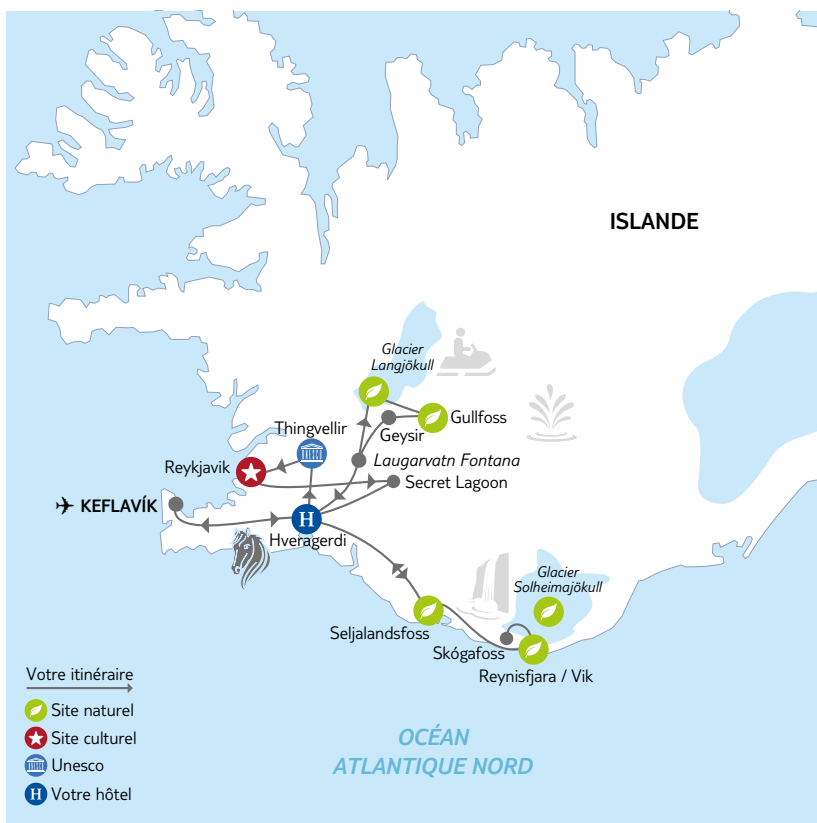 ISLANDE
Glacier
Langjökull
Gullfoss
Geysir
Thingvellir
Laugarvatn Fontana
Reykjavik
Secret Lagoon
KEFLAVÍK
H
Hveragerdi
Glacier
Solheimajökull
Seljalandsfoss
Skógafoss
Reynisfjara / Vik
Votre itinéraire
Site naturel
Site culturel
Unesco
H Votre hôtel
OCÉAN
ATLANTIQUE NORD